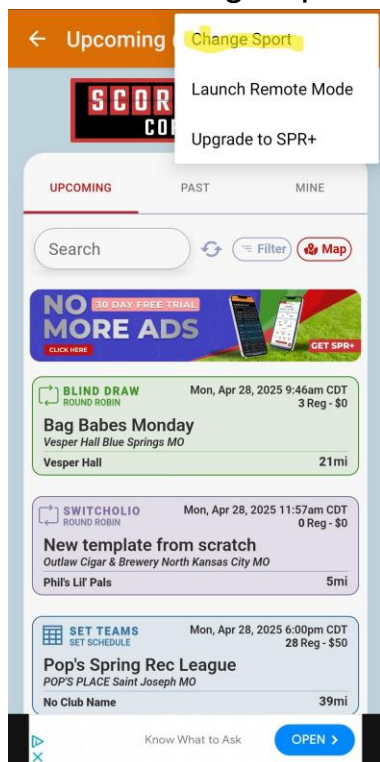 Upcoming
Change Sport
Launch Remote Mode
Upgrade to SPR+
SCOR
CO
UPCOMING PAST MINE
Search Filter Map
NO 30 DAY FREE TRIAL
MORE ADS
CLICK HERE GET SPR+
BLIND DRAW Mon, Apr 28, 2025 9:46am CDT
ROUND ROBIN 3 Reg - $0
Bag Babes Monday
Vesper Hall Blue Springs MO
Vesper Hall 21mi
SWITCHOLIO Mon, Apr 28, 2025 11:57am CDT
ROUND ROBIN 0 Reg - $0
New template from scratch
Outlaw Cigar & Brewery North Kansas City MO
Phil's Lil' Pals 5mi
SET TEAMS Mon, Apr 28, 2025 6:00pm CDT
SET SCHEDULE 28 Reg - $50
Pop's Spring Rec League
POP'S PLACE Saint Joseph MO
No Club Name 39mi
Know What to Ask OPEN >